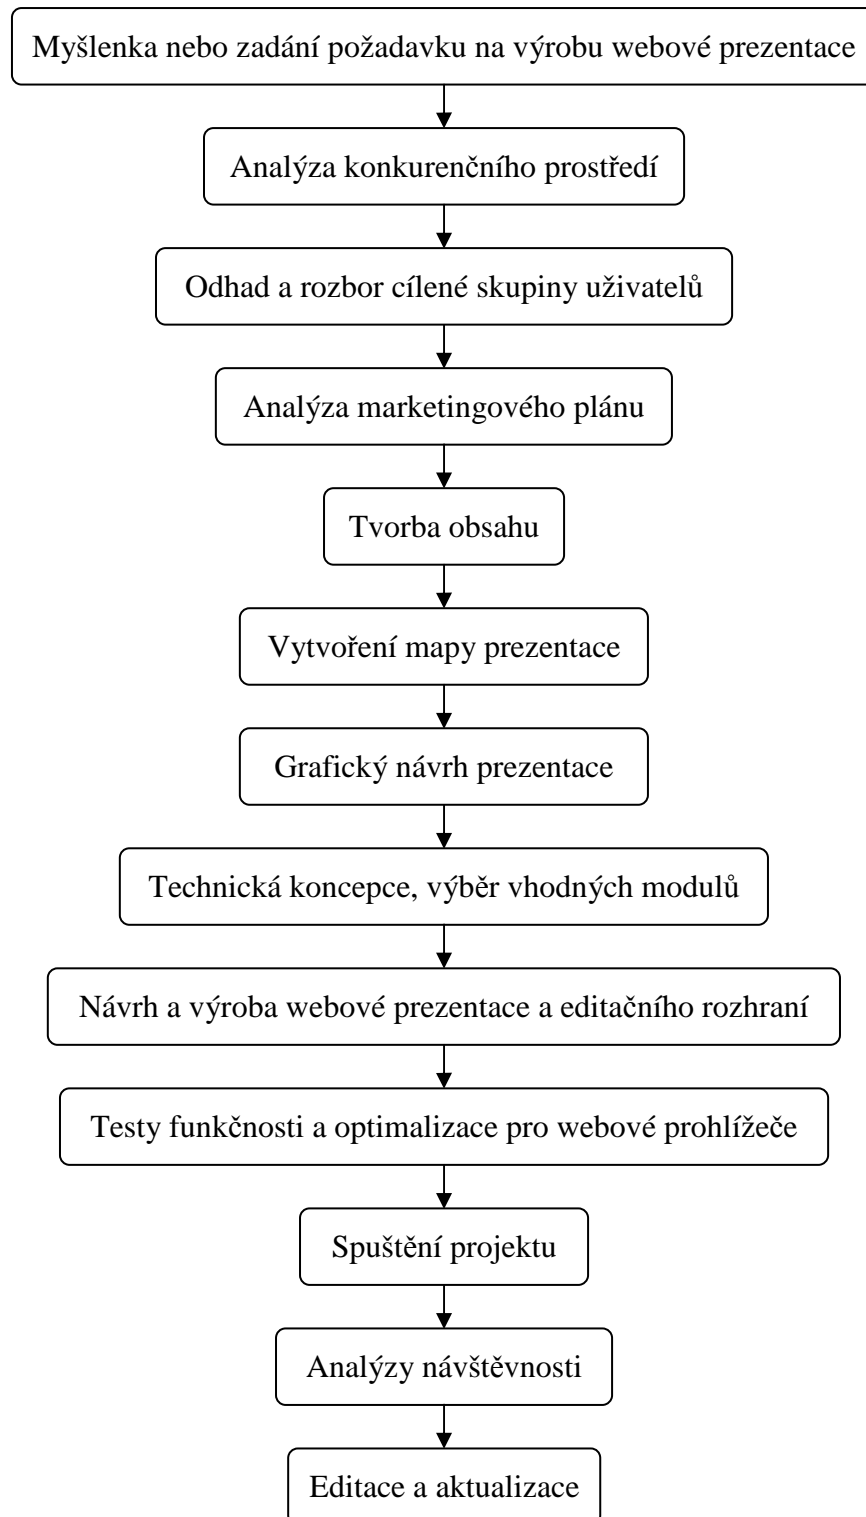 Myšlenka nebo zadání požadavku na výrobu webové prezentace
Analýza konkurenčního prostředí
Odhad a rozbor cílené skupiny uživatelů
Analýza marketingového plánu
Tvorba obsahu
Vytvoření mapy prezentace
Grafický návrh prezentace
Technická koncepce, výběr vhodných modulů
Návrh a výroba webové prezentace a editačního rozhraní
Testy funkčnosti a optimalizace pro webové prohlížeče
Spuštění projektu
Analýzy návštěvnosti
Editace a aktualizace